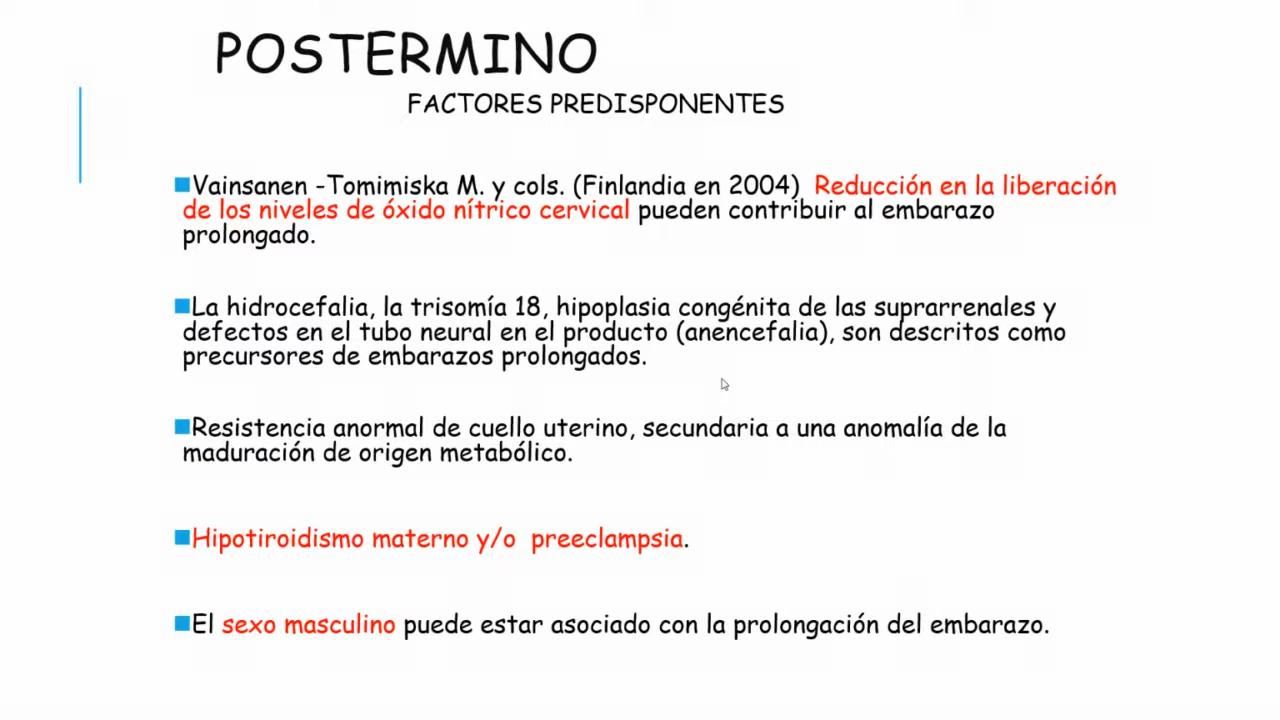 POSTERMINO
FACTORES PREDISPONENTES
Vainsanen -Tomimiska M. y cols. (Finlandia en 2004) Reducción en la liberación
de los niveles de óxido nítrico cervical pueden contribuir al embarazo
prolongado.
La hidrocefalia, la trisomía 18, hipoplasia congénita de las suprarrenales y
defectos en el tubo neural en el producto (anencefalia), son descritos como
precursores de embarazos prolongados.
Resistencia anormal de cuello uterino, secundaria a una anomalía de la
maduración de origen metabólico.
Hipotiroidismo materno y/o preeclampsia.
El sexo masculino puede estar asociado con la prolongación del embarazo.